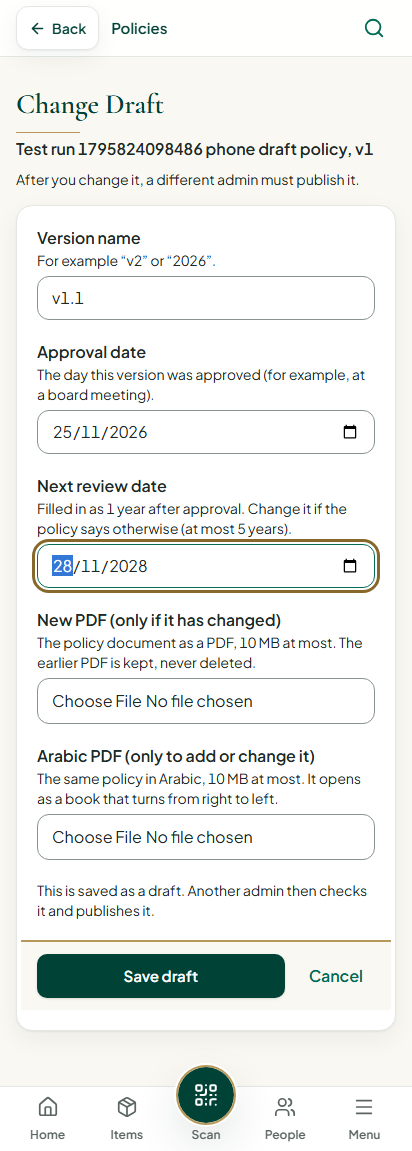 Back
Policies
Change Draft
Test run 1795824098486 phone draft policy, v1
After you change it, a different admin must publish it.
Version name
For example “v2” or “2026”.
v1.1
Approval date
The day this version was approved (for example, at
a board meeting).
25/11/2026
Next review date
Filled in as 1 year after approval. Change it if the
policy says otherwise (at most 5 years).
28/11/2028
New PDF (only if it has changed)
The policy document as a PDF, 10 MB at most. The
earlier PDF is kept, never deleted.
Choose File No file chosen
Arabic PDF (only to add or change it)
The same policy in Arabic, 10 MB at most. It opens
as a book that turns from right to left.
Choose File No file chosen
This is saved as a draft. Another admin then checks
it and publishes it.
Save draft
Cancel
Home
Items
Scan
People
Menu